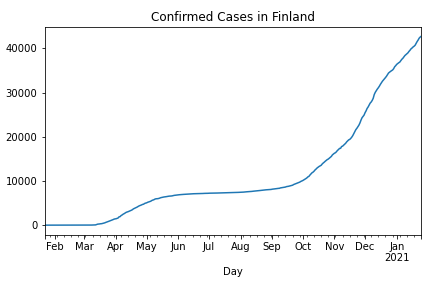 Confirmed Cases in Finland
40000
30000
20000
10000
0
Feb Mar Apr May Jun Jul Aug Sep Oct Nov Dec Jan
2021
Day